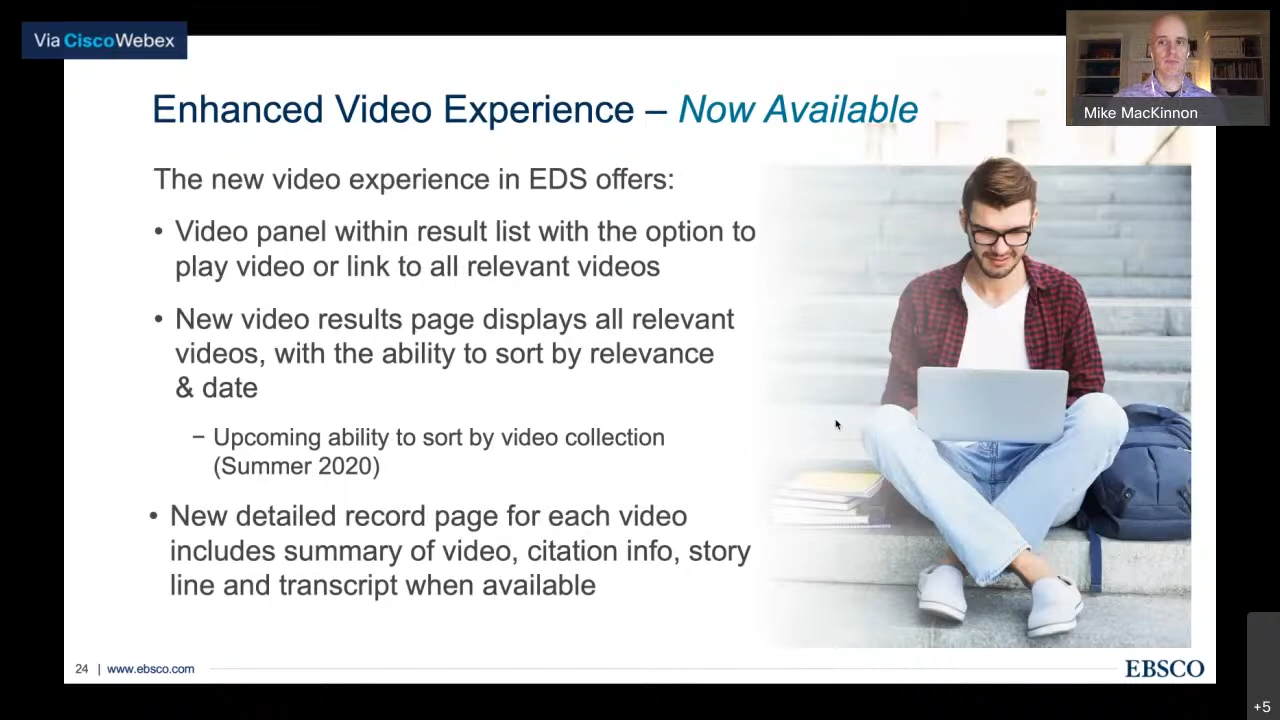 Via CiscoWebex
Mike MacKinnon
Enhanced Video Experience – Now Available
The new video experience in EDS offers:
• Video panel within result list with the option to
play video or link to all relevant videos
• New video results page displays all relevant
videos, with the ability to sort by relevance
& date
– Upcoming ability to sort by video collection
(Summer 2020)
• New detailed record page for each video
includes summary of video, citation info, story
line and transcript when available
24 | www.ebsco.com
EBSCO
+5